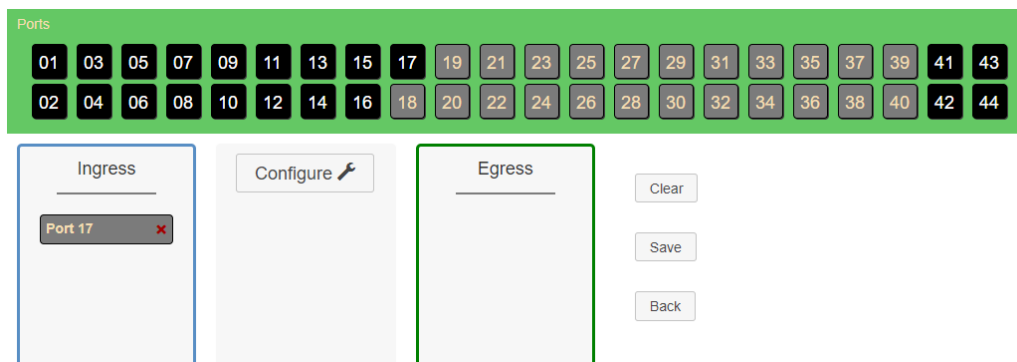 Ports
01 03 05 07 09 11 13 15 17 19 21 23 25 27 29 31 33 35 37 39 41 43
02 04 06 08 10 12 14 16 18 20 22 24 26 28 30 32 34 36 38 40 42 44
Ingress
Port 17
Configure
Egress
Clear
Save
Back